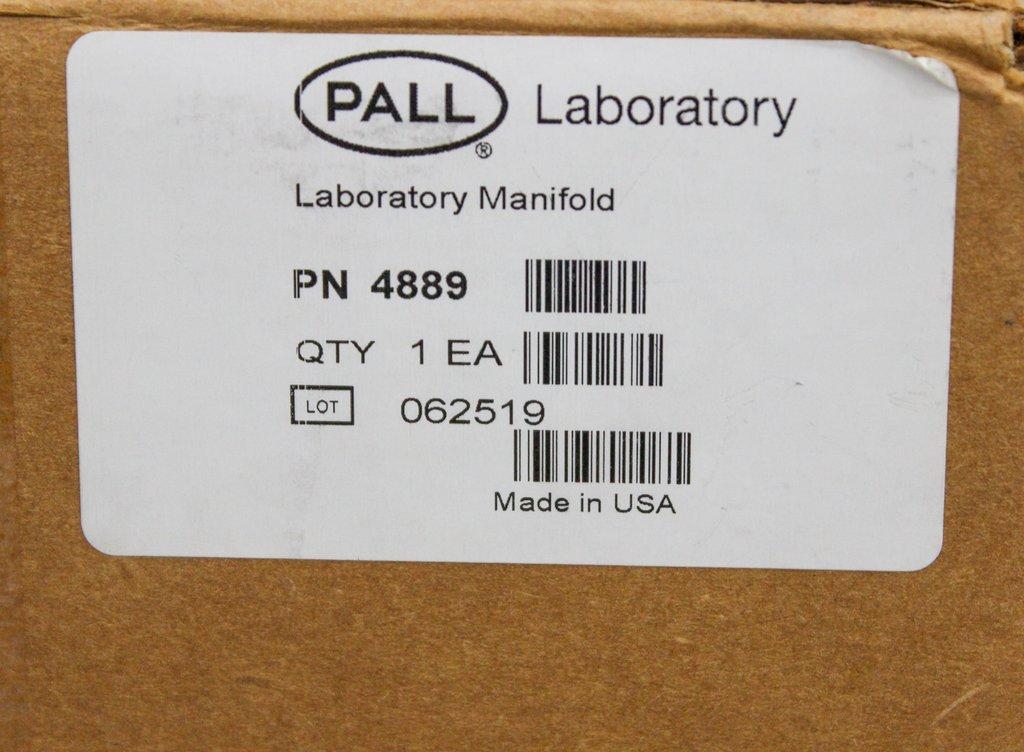 PALL® Laboratory
Laboratory Manifold
PN 4889
QTY 1 EA
LOT 062519
Made in USA